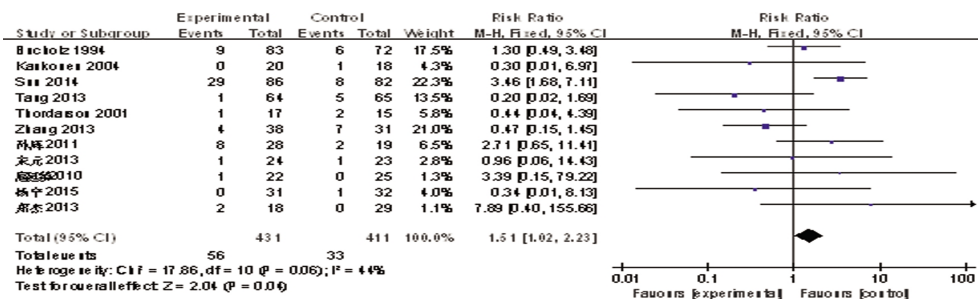 Experimental Control Risk Ratio Risk Ratio
Study or Subgroup Events Total Events Total Weight M-H, Fixed, 95% CI M-H, Fixed, 95% CI
Bucholz 1994 9 83 6 72 17.5% 1.30 [0.49, 3.48]
Kankonen 2004 0 20 1 18 4.3% 0.30 [0.01, 6.97]
Sun 2014 29 86 8 82 22.3% 3.46 [1.68, 7.11]
Tang 2013 1 64 5 65 13.5% 0.20 [0.02, 1.69]
Thordarson 2001 1 17 2 15 5.8% 0.44 [0.04, 4.39]
Zhang 2013 4 38 7 31 21.0% 0.47 [0.15, 1.45]
孙辉 2011 8 28 2 19 6.5% 2.71 [0.65, 11.41]
宋元 2013 1 24 1 23 2.8% 0.96 [0.06, 14.43]
2010 1 22 0 25 1.3% 3.39 [0.15, 79.22]
杨宁 2015 0 31 1 32 4.0% 0.34 [0.01, 8.13]
郑杰 2013 2 18 0 29 1.1% 7.89 [0.40, 155.66]
Total (95% CI) 431 411 100.0% 1.51 [1.02, 2.23]
Total events 56 33
Heterogeneity: Chi² = 17.86, df = 10 (P = 0.06); I² = 44%
Test for overall effect: Z = 2.04 (P = 0.04)
0.01 0.1 1 10 100
Favours [experimental] Favours [control]